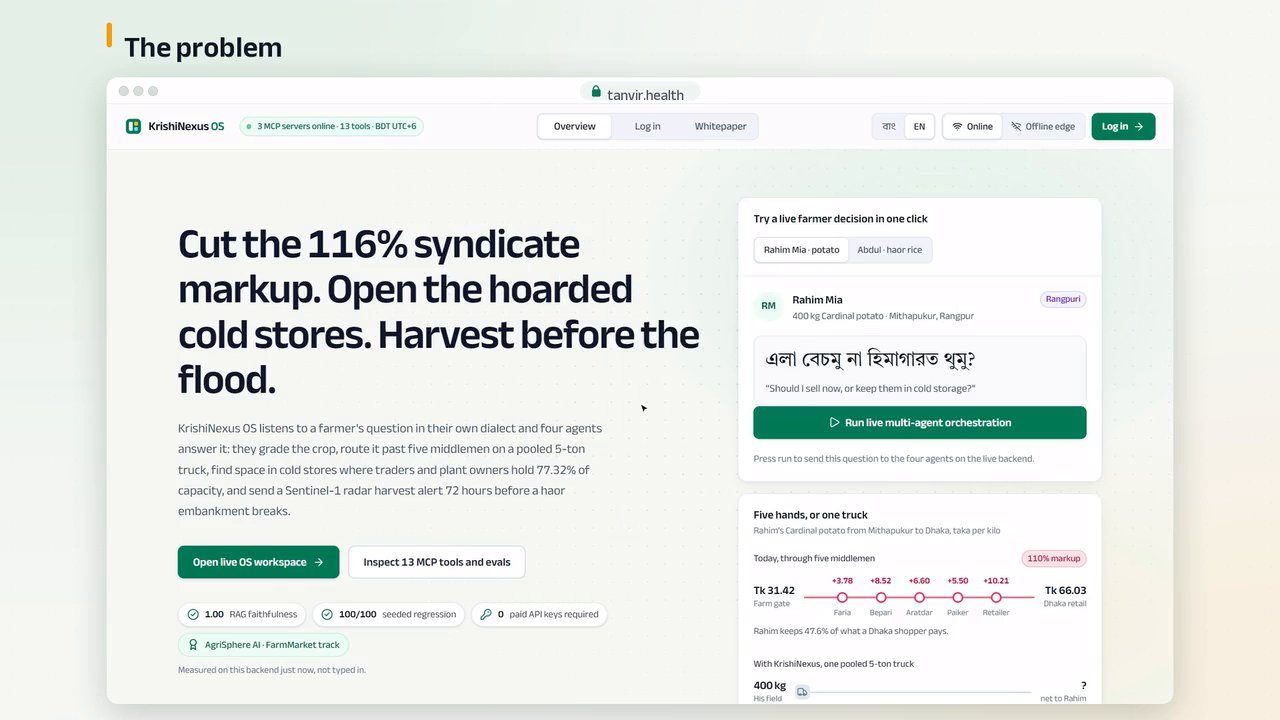 The problem
tanvir.health
KrishiNexus OS
3 MCP servers online · 13 tools · BDT UTC+6
Overview
Log in
Whitepaper
বাং
EN
Online
Offline edge
Log in →
Cut the 116% syndicate
markup. Open the hoarded
cold stores. Harvest before the
flood.
KrishiNexus OS listens to a farmer's question in their own dialect and four agents
answer it: they grade the crop, route it past five middlemen on a pooled 5-ton
truck, find space in cold stores where traders and plant owners hold 77.32% of
capacity, and send a Sentinel-1 radar harvest alert 72 hours before a haor
embankment breaks.
Open live OS workspace →
Inspect 13 MCP tools and evals
1.00 RAG faithfulness
100/100 seeded regression
0 paid API keys required
AgriSphere AI · FarmMarket track
Measured on this backend just now, not typed in.
Try a live farmer decision in one click
Rahim Mia · potato
Abdul · haor rice
RM
Rahim Mia
400 kg Cardinal potato · Mithapukur, Rangpur
Rangpuri
এলা বেচমু না হিমাগারত থুমু?
“Should I sell now, or keep them in cold storage?”
Run live multi-agent orchestration
Press run to send this question to the four agents on the live backend.
Five hands, or one truck
Rahim's Cardinal potato from Mithapukur to Dhaka, taka per kilo
Today, through five middlemen
110% markup
Tk 31.42
Farm gate
+3.78
+8.52
+6.60
+5.50
+10.21
Faria
Bepari
Aratdar
Paiker
Retailer
Tk 66.03
Dhaka retail
Rahim keeps 47.6% of what a Dhaka shopper pays.
With KrishiNexus, one pooled 5-ton truck
400 kg
His field
?
net to Rahim